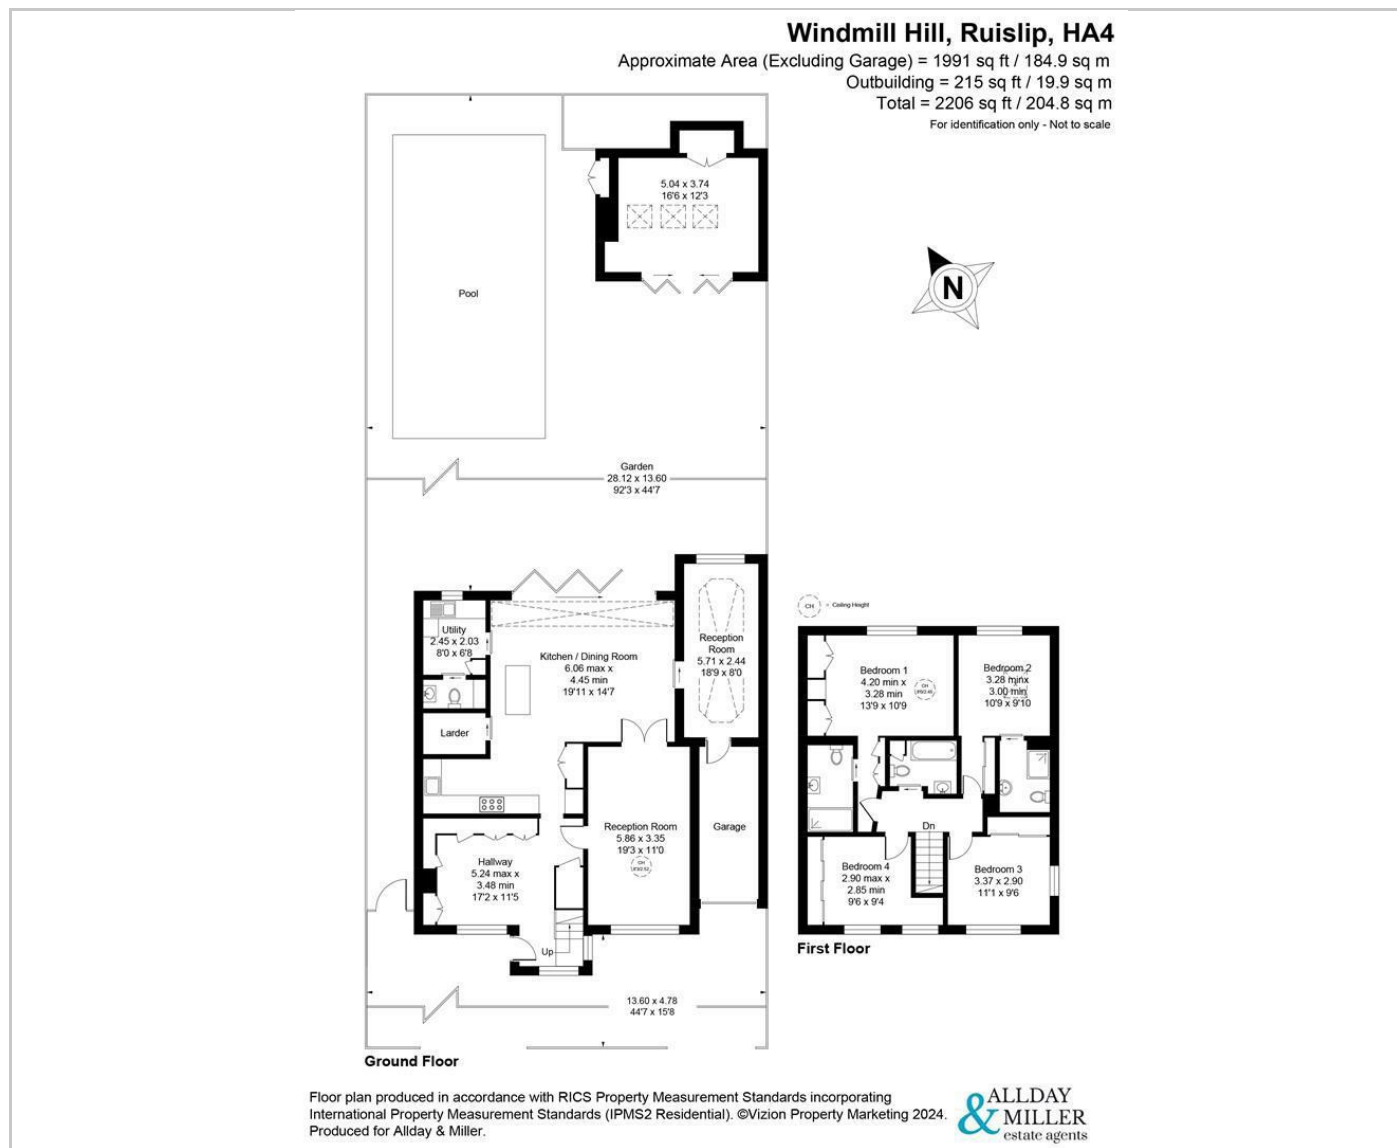 Windmill Hill, Ruislip, HA4
Approximate Area (Excluding Garage) = 1991 sq ft / 184.9 sq m
Outbuilding = 215 sq ft / 19.9 sq m
Total = 2206 sq ft / 204.8 sq m
For identification only - Not to scale
5.04 x 3.74
16'6 x 12'3
Pool
N
Garden
28.12 x 13.60
92'3 x 44'7
Utility
2.45 x 2.03
8'0 x 6'8
Kitchen / Dining Room
6.06 max x
4.45 min
19'11 x 14'7
Reception
Room
5.71 x 2.44
18'9 x 8'0
Larder
Reception Room
5.86 x 3.35
19'3 x 11'0
CH
Garage
Hallway
5.24 max x
3.48 min
17'2 x 11'5
Up
13.60 x 4.78
44'7 x 15'8
Ground Floor
CH
= Ceiling Height
Bedroom 1
4.20 min x
3.28 min
13'9 x 10'9
CH
Bedroom 2
3.28 min x
3.00 min
10'9 x 9'10
Dn
Bedroom 4
2.90 max x
2.85 min
9'6 x 9'4
Bedroom 3
3.37 x 2.90
11'1 x 9'6
First Floor
Floor plan produced in accordance with RICS Property Measurement Standards incorporating
International Property Measurement Standards (IPMS2 Residential). ©Vizion Property Marketing 2024.
Produced for Allday & Miller.
ALLDAY
& MILLER
estate agents